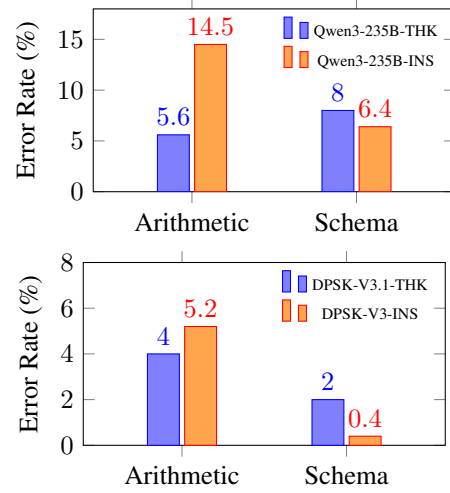 Error Rate (%)
15
10
5
0
5.6
14.5
8
6.4
Qwen3-235B-THK
Qwen3-235B-INS
Arithmetic
Schema
Error Rate (%)
8
6
4
2
0
4
5.2
2
0.4
DPSK-V3.1-THK
DPSK-V3-INS
Arithmetic
Schema